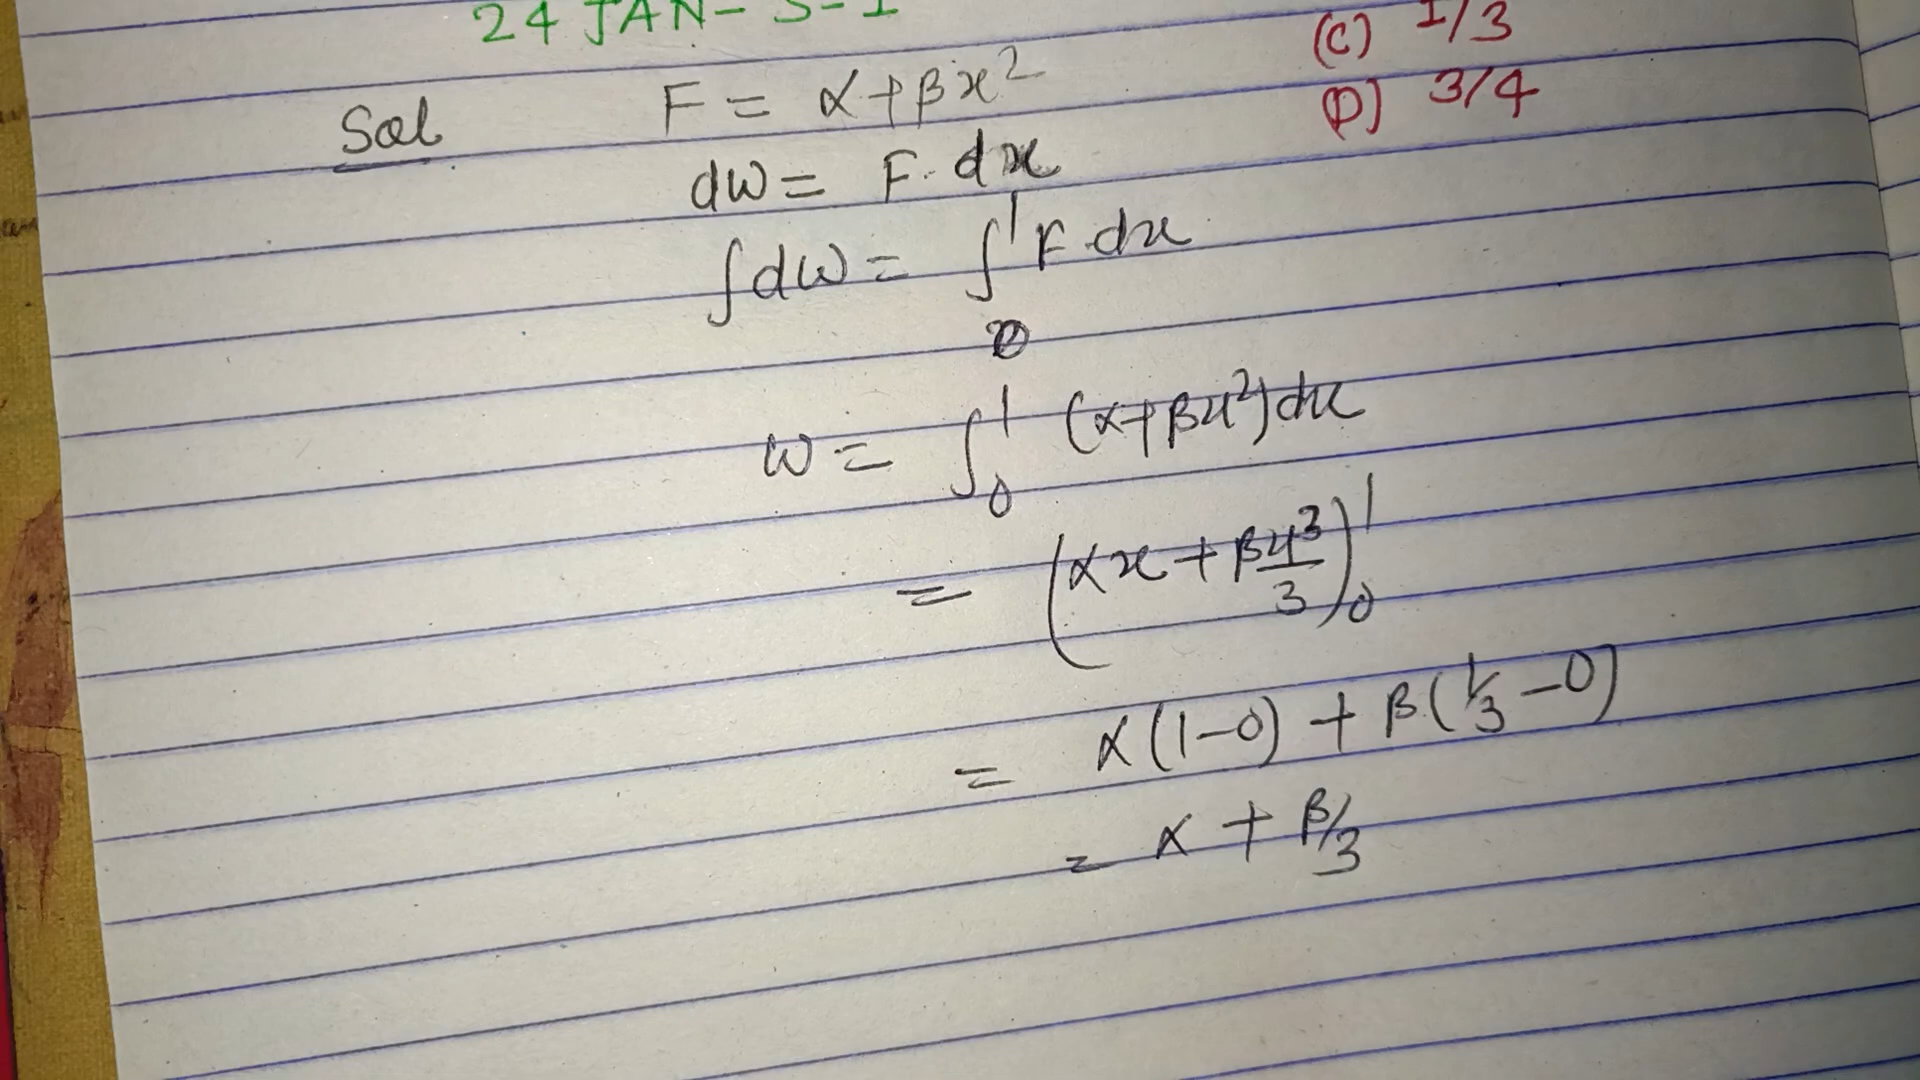 24 JAN- S-1
(C) 1/3
Sol F = α+βx²
(D) 3/4
dW = F. dx
∫dW = ∫₀¹ F dx
W = ∫₀¹ (α+βx²)dx
= (αx + βx³/3)₀¹
= α(1-0) + β(1/3 -0)
= α + β/3